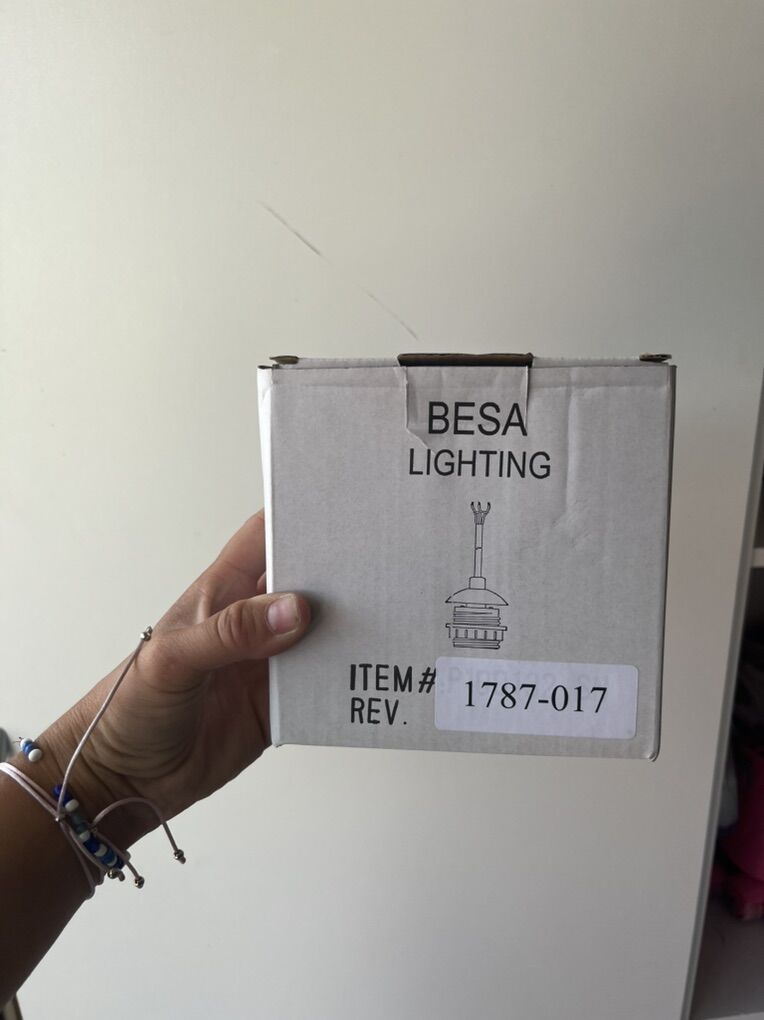 BESA
LIGHTING
ITEM# 1787-017
REV.